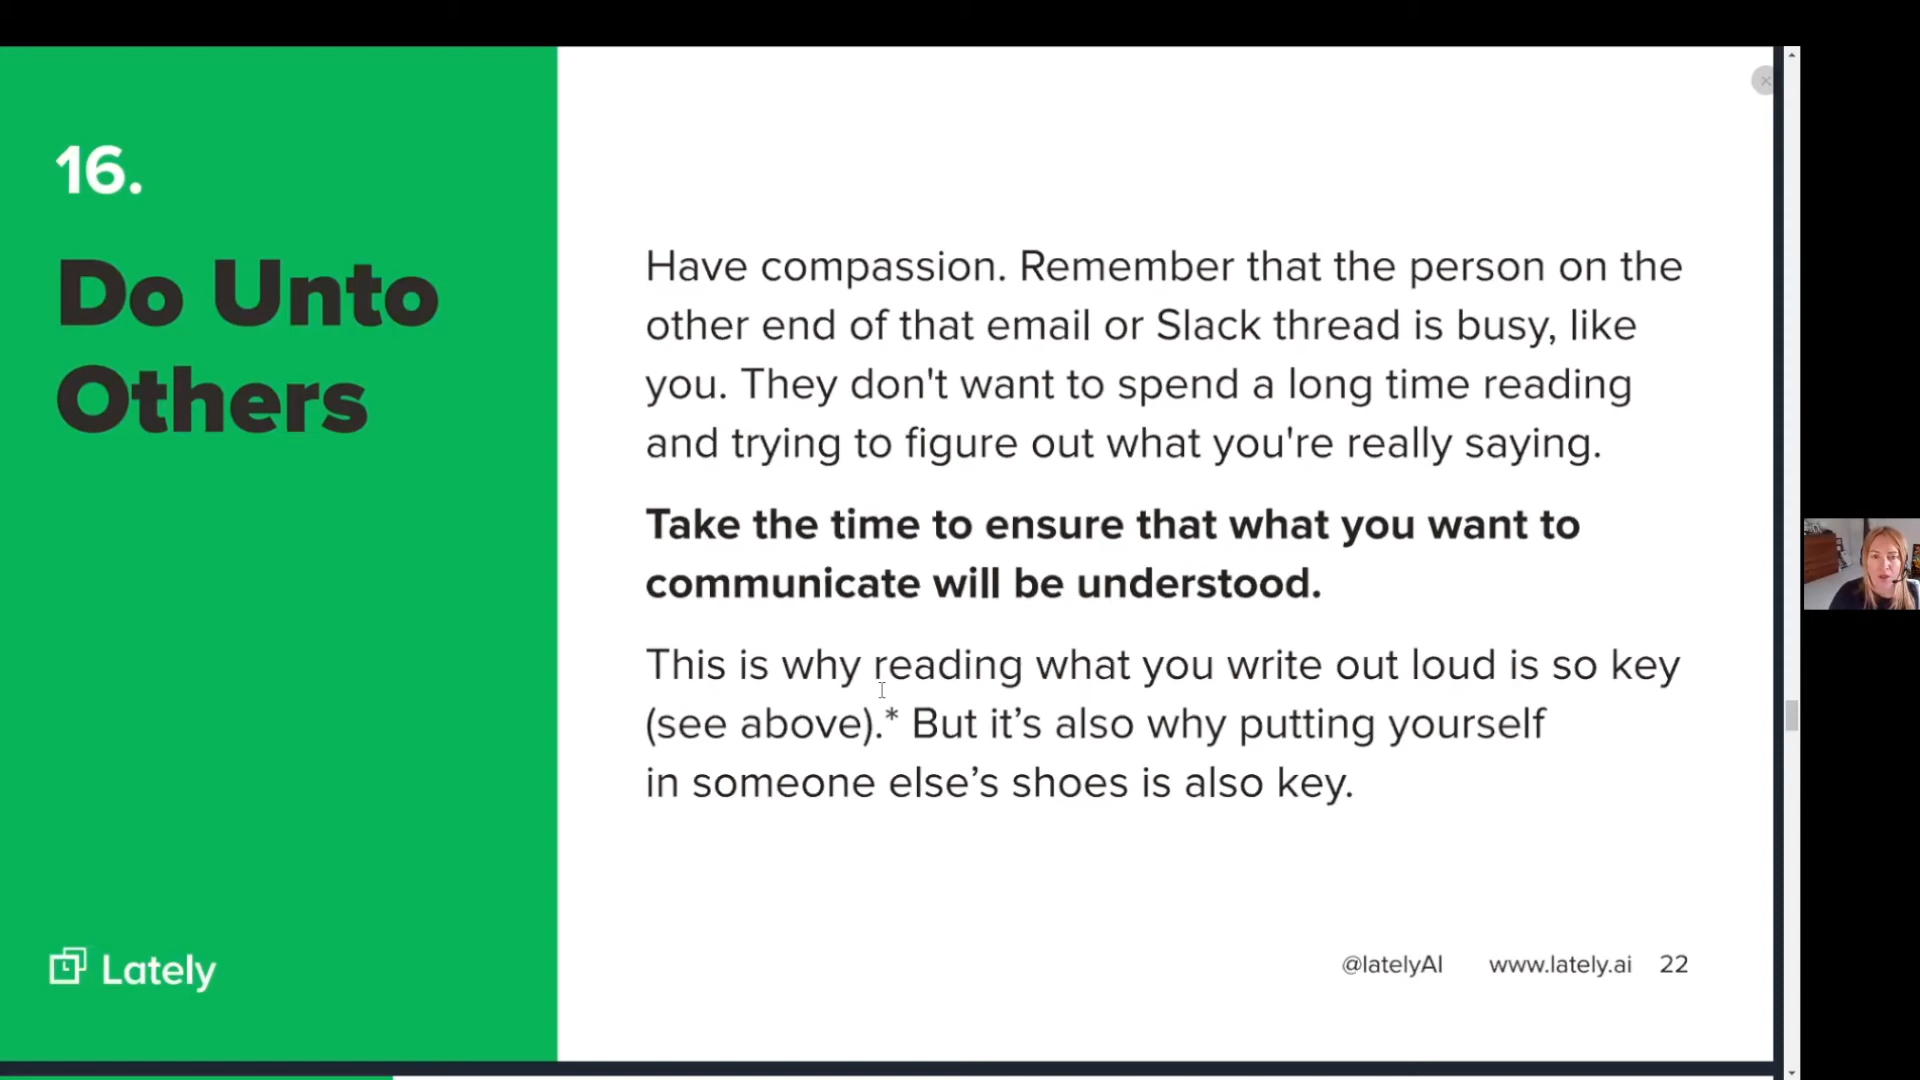 16.
Do Unto
Others
Have compassion. Remember that the person on the
other end of that email or Slack thread is busy, like
you. They don't want to spend a long time reading
and trying to figure out what you're really saying.
Take the time to ensure that what you want to
communicate will be understood.
This is why reading what you write out loud is so key
(see above).* But it’s also why putting yourself
in someone else’s shoes is also key.
Lately
@latelyAI www.lately.ai 22